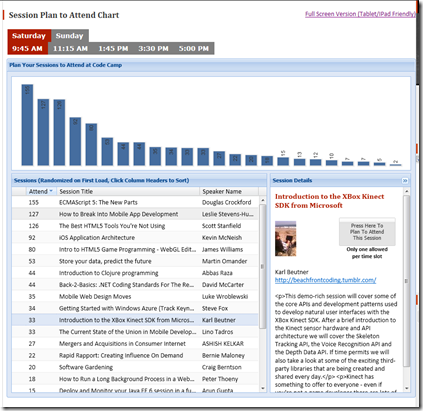 Session Plan to Attend Chart
Full Screen Version (Tablet/IPad Friendly)
Saturday Sunday
9:45 AM 11:15 AM 1:45 PM 3:30 PM 5:00 PM
Plan Your Sessions to Attend at Code Camp
Sessions (Randomized on First Load, Click Column Headers to Sort)
Attend Session Title Speaker Name
155 ECMAScript 5: The New Parts Douglas Crockford
127 How to Break Into Mobile App Development Leslie Stevens-Hu...
126 The Best HTML5 Tools You're Not Using Scott Stanfield
92 iOS Application Architecture Kevin McNeish
80 Intro to HTML5 Game Programming - WebGL Edit... James Williams
53 Store your data, predict the future Martin Omander
44 Introduction to Clojure programming Abbas Raza
44 Back-2-Basics: .NET Coding Standards For The Re... David McCarter
35 Mobile Web Design Moves Luke Wroblewski
34 Getting Started with Windows Azure (Track Keyn... Steve Fox
33 Introduction to the XBox Kinect SDK from Micros... Karl Beutner
33 The Current State of the Union in Mobile Develop... Lino Tadros
27 Mergers and Acquisitions in Consumer Internet ASHISH KELKAR
22 Rapid Rapport: Creating Influence On Demand Bernie Maloney
20 Software Gardening Craig Berntson
18 How to Run a Long Background Process in a Web... Peter Thoeny
15 Deploy and Monitor your Java EE 6 session in a f... Arun Gupta
Session Details
Introduction to the XBox Kinect
SDK from Microsoft
Press Here To
Plan To Attend
This Session
Only one allowed
per time slot
Karl Beutner
http://beachfrontcoding.tumblr.com/
<p>This demo-rich session will cover some of
the core APIs and development patterns used
to develop natural user interfaces with the
XBox Kinect. After a brief introduction to
the Kinect sensor hardware and API
architecture we will cover the Skeleton
Tracking API, the Voice Recognition API and
the Depth Data API. If time permits we will also
take a look at some of the exciting third-
party libraries that are being created and
shared every day.</p> <p>Kinect has
something to offer to everyone - even if